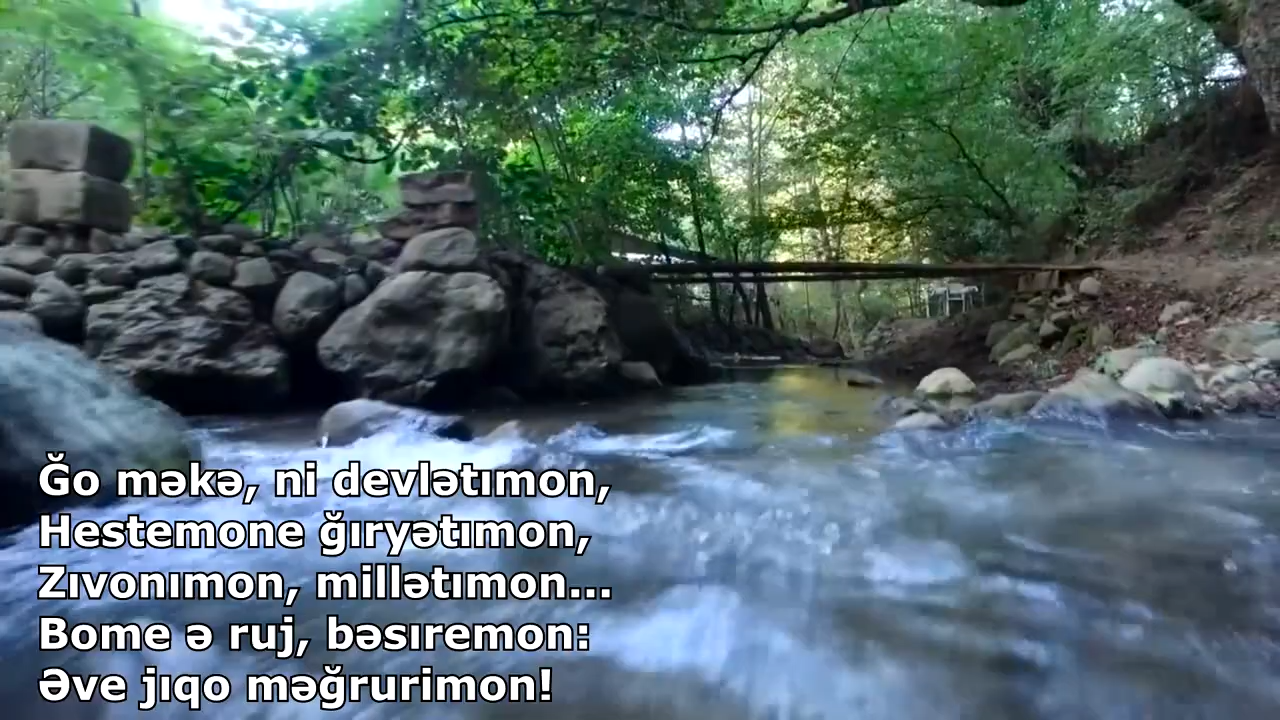 Ğo məkə, ni devlətımon,
Hestemone ğıryətımon,
Zıvonımon, millətımon...
Bome ə ruj, bəsıremon:
Əve jıqo məğrurimon!